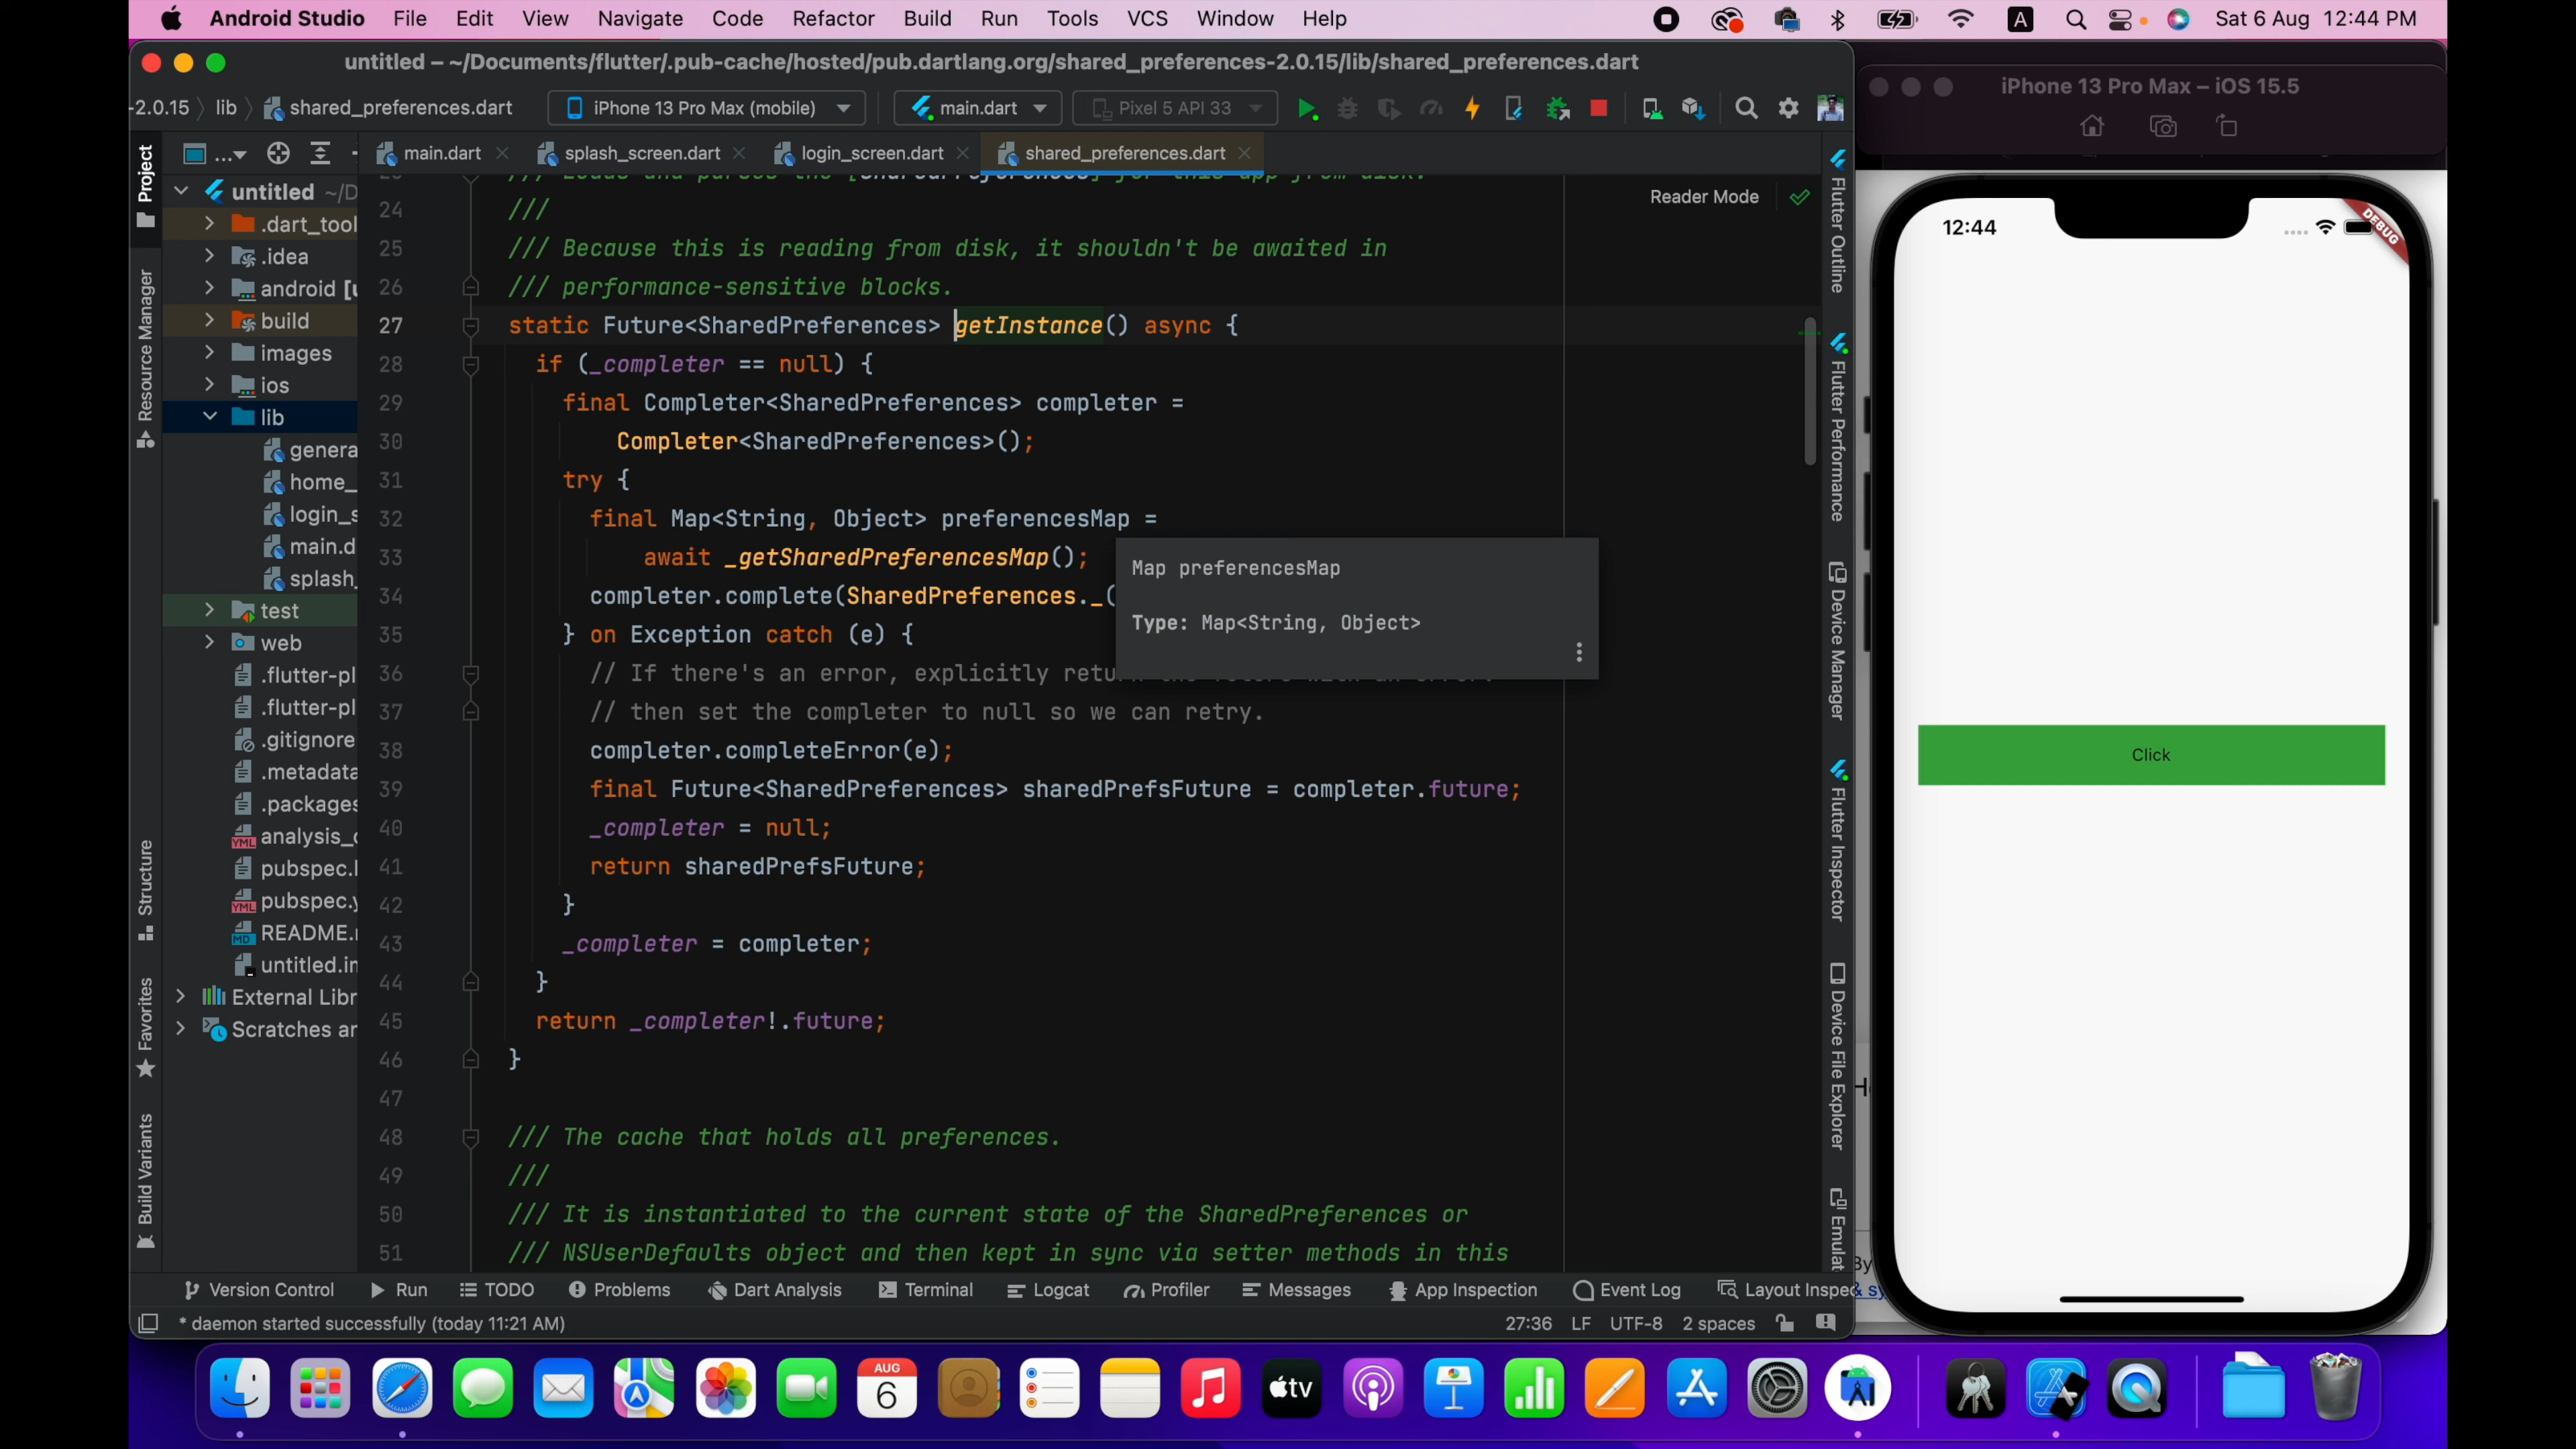 Android Studio File Edit View Navigate Code Refactor Build Run Tools VCS Window Help A Sat 6 Aug 12:44 PM
untitled – ~/Documents/flutter/.pub-cache/hosted/pub.dartlang.org/shared_preferences-2.0.15/lib/shared_preferences.dart
-2.0.15 lib shared_preferences.dart iPhone 13 Pro Max (mobile) main.dart Pixel 5 API 33
main.dart splash_screen.dart login_screen.dart shared_preferences.dart
Reader Mode
Project
Resource Manager
Structure
Favorites
Build Variants
untitled ~/D
.dart_tool
.idea
android [u
build
images
ios
lib
genera
home_
login_s
main.d
splash_
test
web
.flutter-pl
.flutter-pl
.gitignore
.metadata
.packages
analysis_o
pubspec.l
pubspec.y
README.
untitled.im
External Libr
Scratches ar
24 ///
25 /// Because this is reading from disk, it shouldn't be awaited in
26 /// performance-sensitive blocks.
27 static Future<SharedPreferences> getInstance() async {
28 if (_completer == null) {
29 final Completer<SharedPreferences> completer =
30 Completer<SharedPreferences>();
31 try {
32 final Map<String, Object> preferencesMap =
33 await _getSharedPreferencesMap();
34 completer.complete(SharedPreferences._(
35 } on Exception catch (e) {
36 // If there's an error, explicitly retu
37 // then set the completer to null so we can retry.
38 completer.completeError(e);
39 final Future<SharedPreferences> sharedPrefsFuture = completer.future;
40 _completer = null;
41 return sharedPrefsFuture;
42 }
43 _completer = completer;
44 }
45 return _completer!.future;
46 }
47
48 /// The cache that holds all preferences.
49 ///
50 /// It is instantiated to the current state of the SharedPreferences or
51 /// NSUserDefaults object and then kept in sync via setter methods in this
Map preferencesMap
Type: Map<String, Object>
Flutter Outline
Flutter Performance
Device Manager
Flutter Inspector
Device File Explorer
Emulat
Version Control Run TODO Problems Dart Analysis Terminal Logcat Profiler Messages App Inspection Event Log Layout Inspec
* daemon started successfully (today 11:21 AM) 27:36 LF UTF-8 2 spaces
iPhone 13 Pro Max – iOS 15.5
12:44
DEBUG
Click
By
& sy
AUG
6
tv